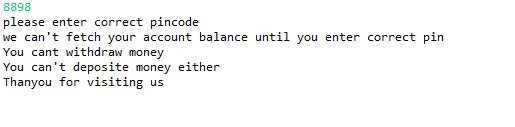 8898
please enter correct pincode
we can't fetch your account balance until you enter correct pin
You cant withdraw money
You can't deposite money either
Thanyou for visiting us